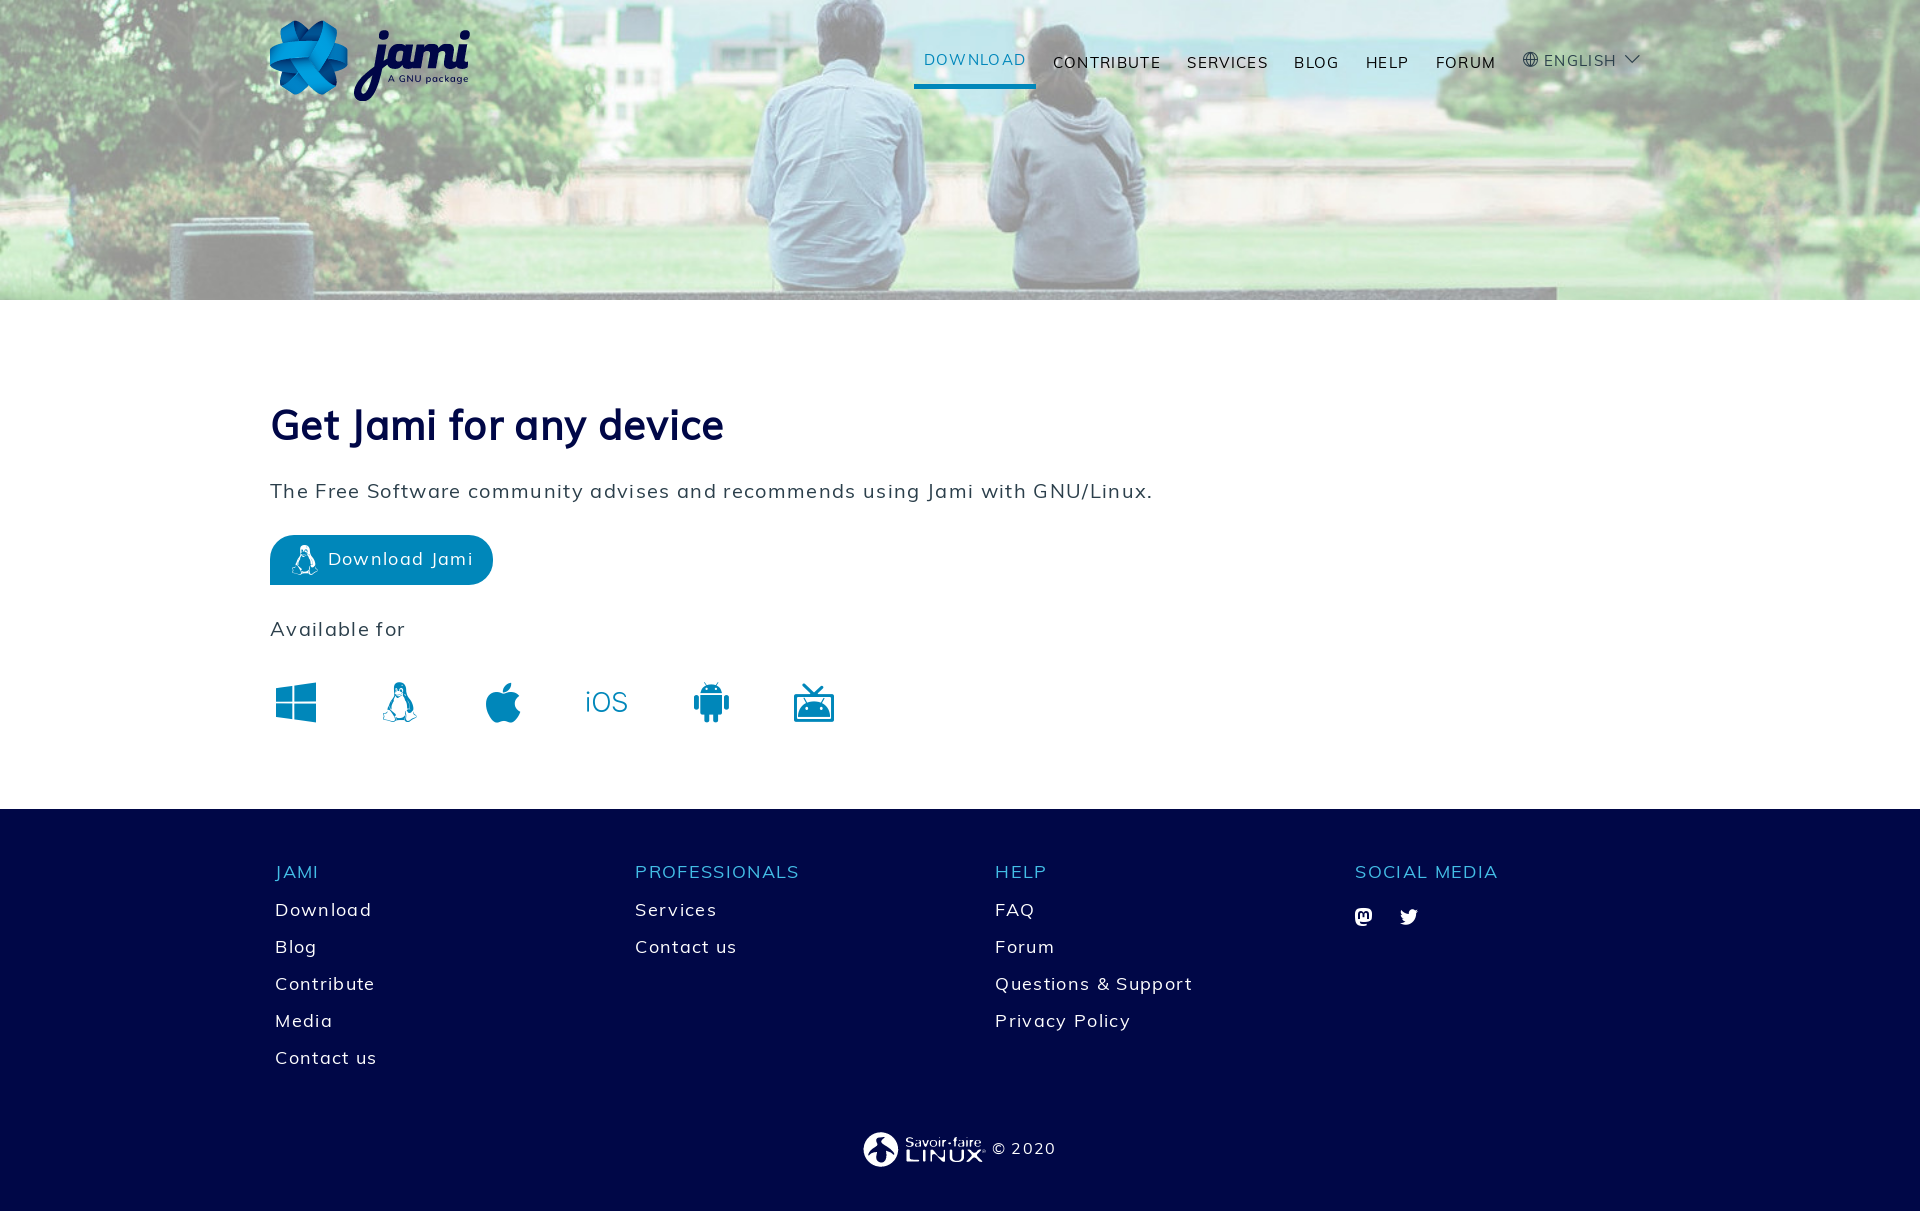 jami
A GNU package
DOWNLOAD
CONTRIBUTE
SERVICES
BLOG
HELP
FORUM
ENGLISH
Get Jami for any device
The Free Software community advises and recommends using Jami with GNU/Linux.
Download Jami
Available for
iOS
JAMI
Download
Blog
Contribute
Media
Contact us
PROFESSIONALS
Services
Contact us
HELP
FAQ
Forum
Questions & Support
Privacy Policy
SOCIAL MEDIA
Savoir-faire
LINUX
© 2020